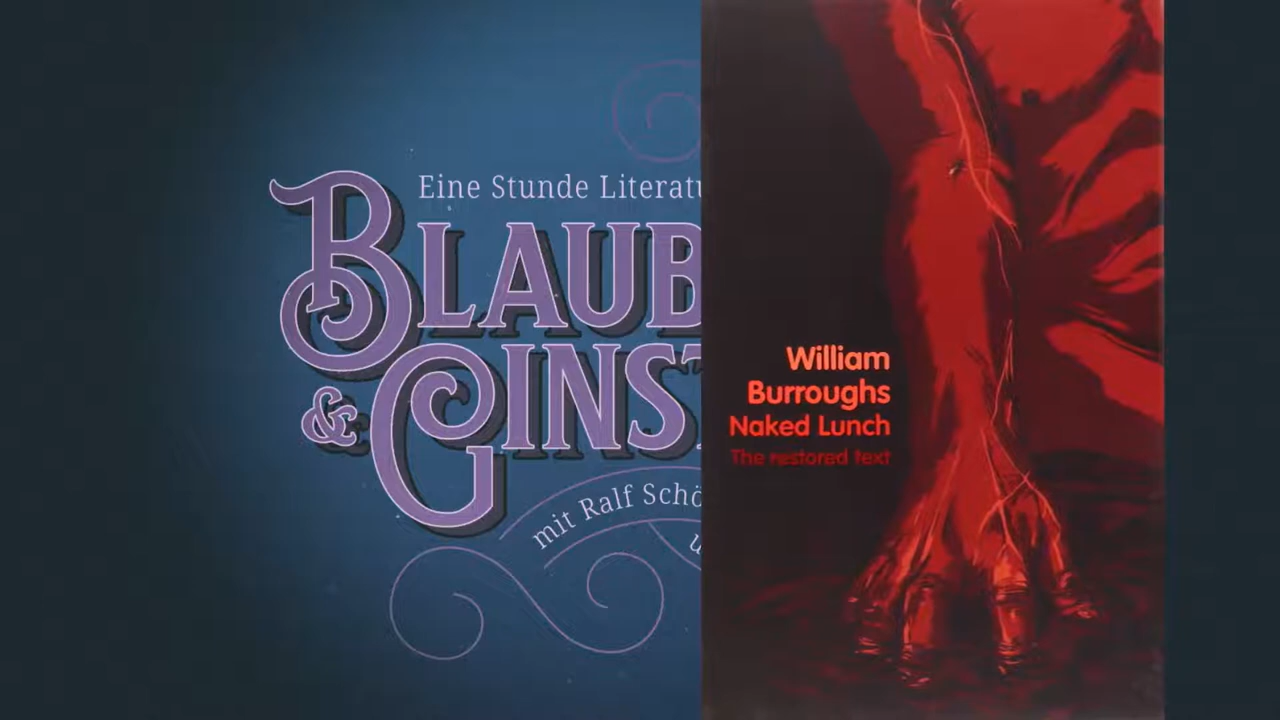 Eine Stunde Literatu
BLAUB
& GINST
mit Ralf Schö
u
William
Burroughs
Naked Lunch
The restored text